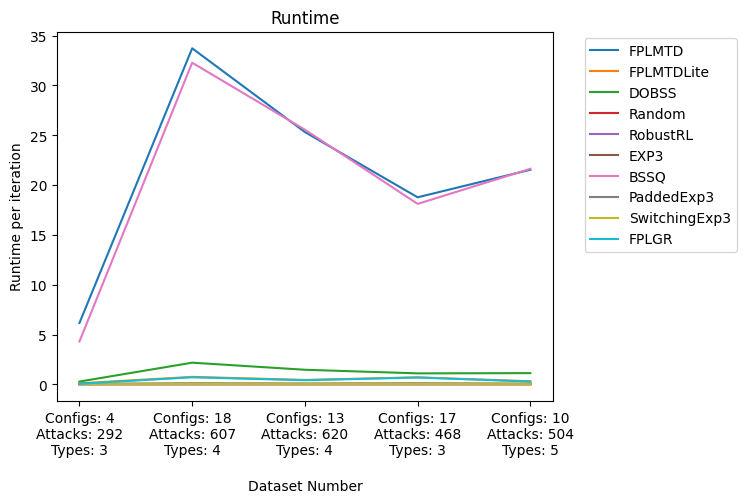 Runtime
Runtime per iteration
35
30
25
20
15
10
5
0
Configs: 4
Attacks: 292
Types: 3
Configs: 18
Attacks: 607
Types: 4
Configs: 13
Attacks: 620
Types: 4
Configs: 17
Attacks: 468
Types: 3
Configs: 10
Attacks: 504
Types: 5
Dataset Number
FPLMTD
FPLMTDLite
DOBSS
Random
RobustRL
EXP3
BSSQ
PaddedExp3
SwitchingExp3
FPLGR